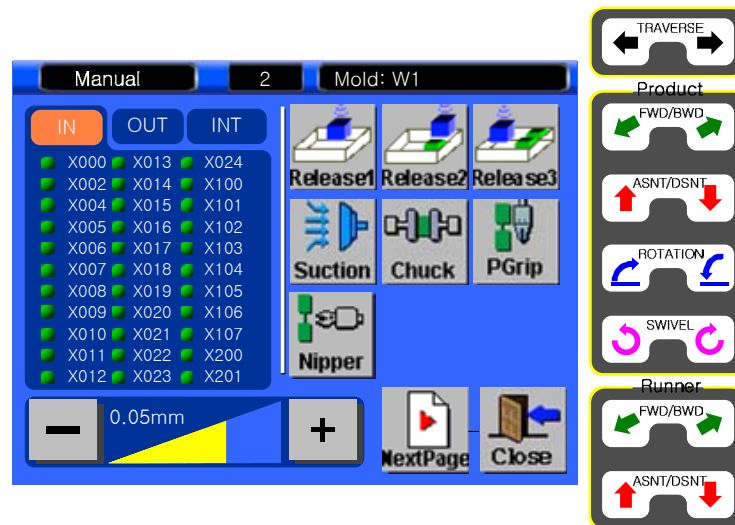 TRAVERSE
Manual 2 Mold: W1
Product
IN OUT INT
FWD/BWD
X000 X013 X024
X002 X014 X100
X004 X015 X101
X005 X016 X102
X006 X017 X103
X007 X018 X104
X008 X019 X105
X009 X020 X106
X010 X021 X107
X011 X022 X200
X012 X023 X201
Release1 Release2 Release3
ASNT/DSNT
Suction Chuck PGrip
ROTATION
SWIVEL
Nipper
Runner
0.05mm
FWD/BWD
NextPage Close
ASNT/DSNT